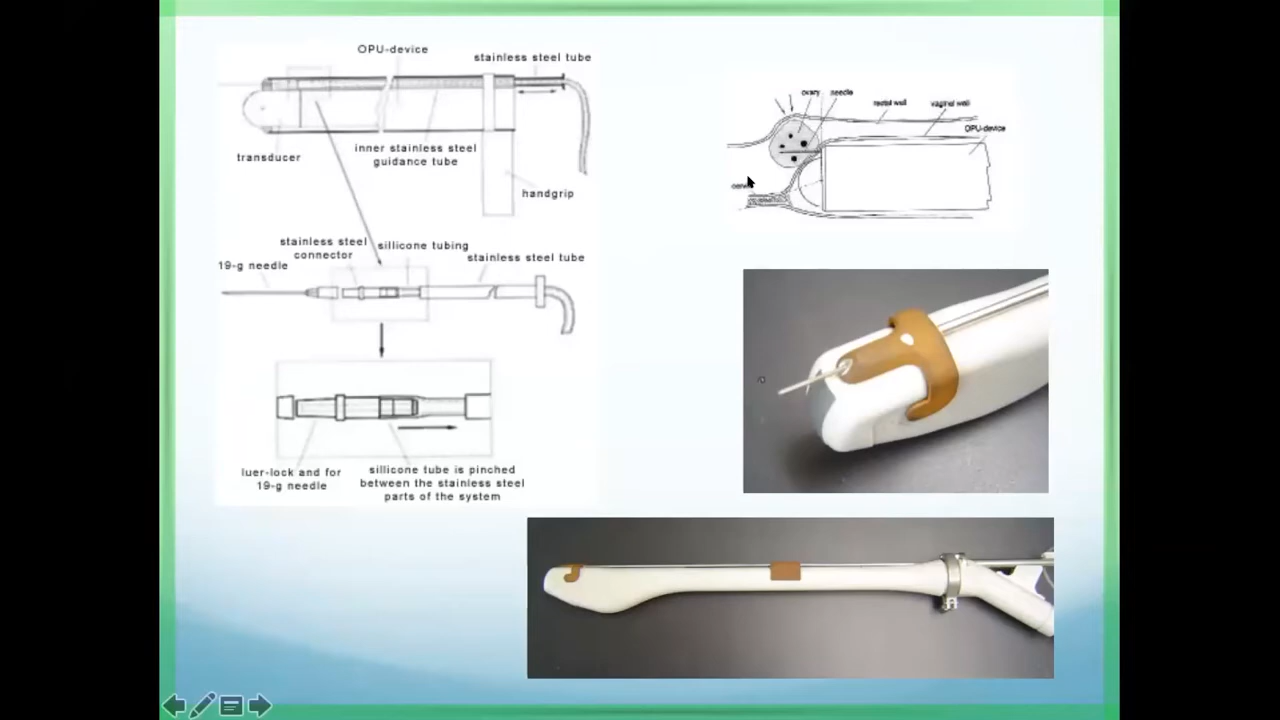 OPU-device
stainless steel tube
transducer
inner stainless steel
guidance tube
handgrip
stainless steel
connector
sillicone tubing
stainless steel tube
19-g needle
luer-lock and for
19-g needle
sillicone tube is pinched
between the stainless steel
parts of the system
ovary
needle
rectal wall
vaginal wall
OPU-device